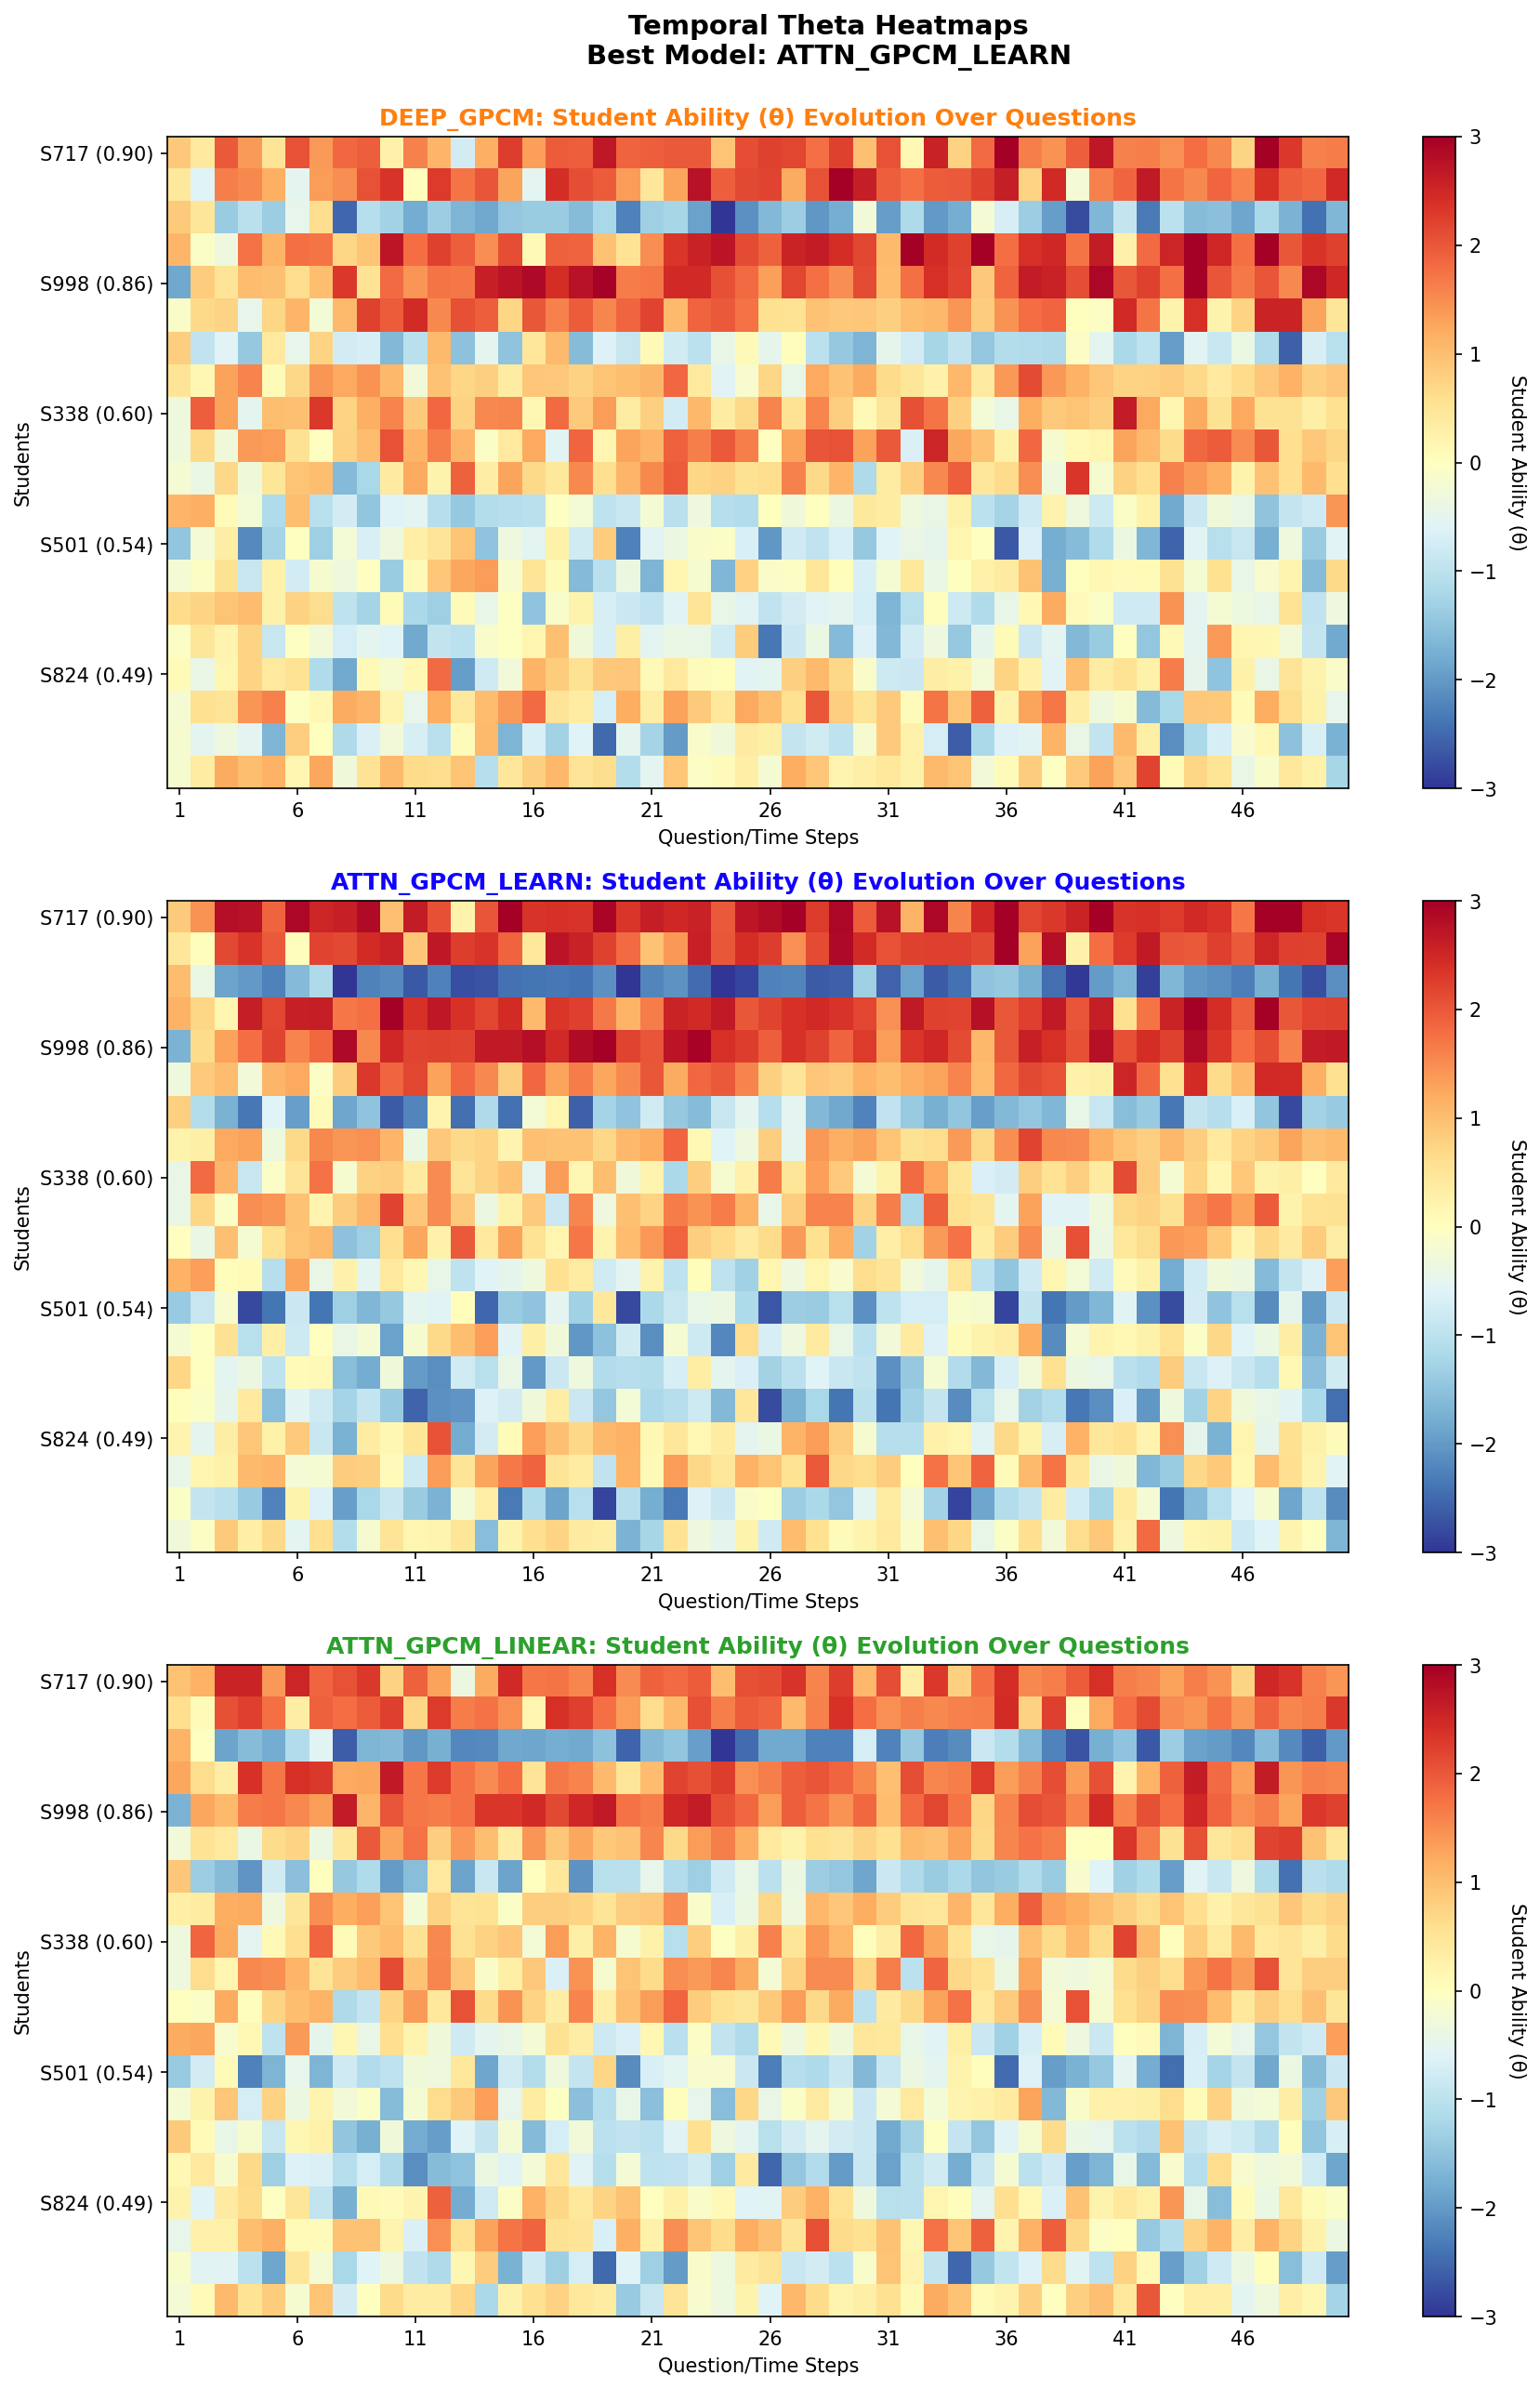 Temporal Theta Heatmaps
Best Model: ATTN_GPCM_LEARN
DEEP_GPCM: Student Ability (θ) Evolution Over Questions
S717 (0.90)
S998 (0.86)
S338 (0.60)
S501 (0.54)
S824 (0.49)
Students
1 6 11 16 21 26 31 36 41 46
Question/Time Steps
3
2
1
0
−1
−2
−3
Student Ability (θ)
ATTN_GPCM_LEARN: Student Ability (θ) Evolution Over Questions
S717 (0.90)
S998 (0.86)
S338 (0.60)
S501 (0.54)
S824 (0.49)
Students
1 6 11 16 21 26 31 36 41 46
Question/Time Steps
3
2
1
0
−1
−2
−3
Student Ability (θ)
ATTN_GPCM_LINEAR: Student Ability (θ) Evolution Over Questions
S717 (0.90)
S998 (0.86)
S338 (0.60)
S501 (0.54)
S824 (0.49)
Students
1 6 11 16 21 26 31 36 41 46
Question/Time Steps
3
2
1
0
−1
−2
−3
Student Ability (θ)